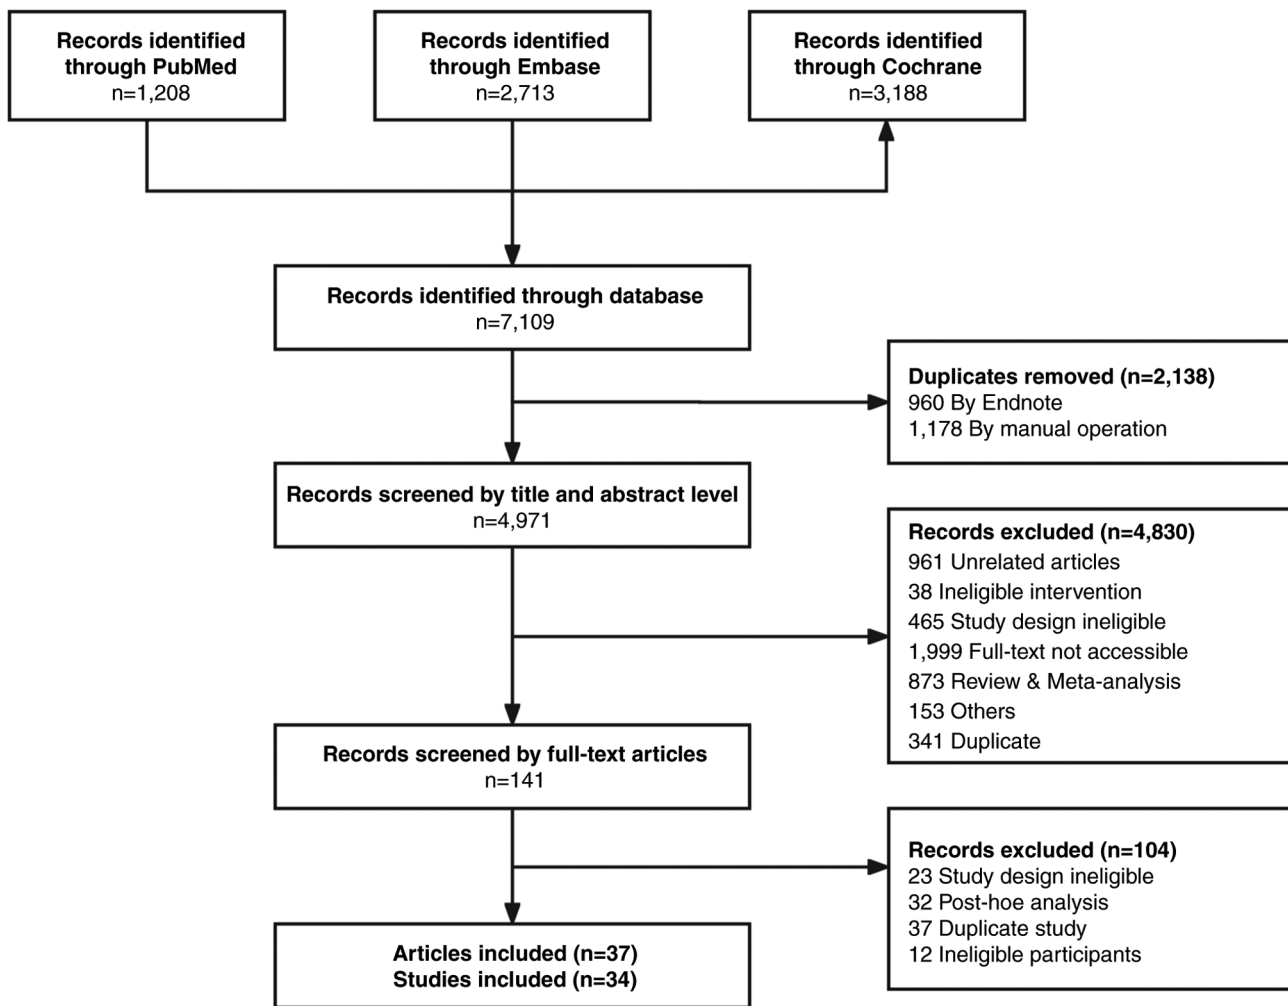 Records identified
through PubMed
n=1,208
Records identified
through Embase
n=2,713
Records identified
through Cochrane
n=3,188
Records identified through database
n=7,109
Duplicates removed (n=2,138)
960 By Endnote
1,178 By manual operation
Records screened by title and abstract level
n=4,971
Records excluded (n=4,830)
961 Unrelated articles
38 Ineligible intervention
465 Study design ineligible
1,999 Full-text not accessible
873 Review & Meta-analysis
153 Others
341 Duplicate
Records screened by full-text articles
n=141
Records excluded (n=104)
23 Study design ineligible
32 Post-hoe analysis
37 Duplicate study
12 Ineligible participants
Articles included (n=37)
Studies included (n=34)